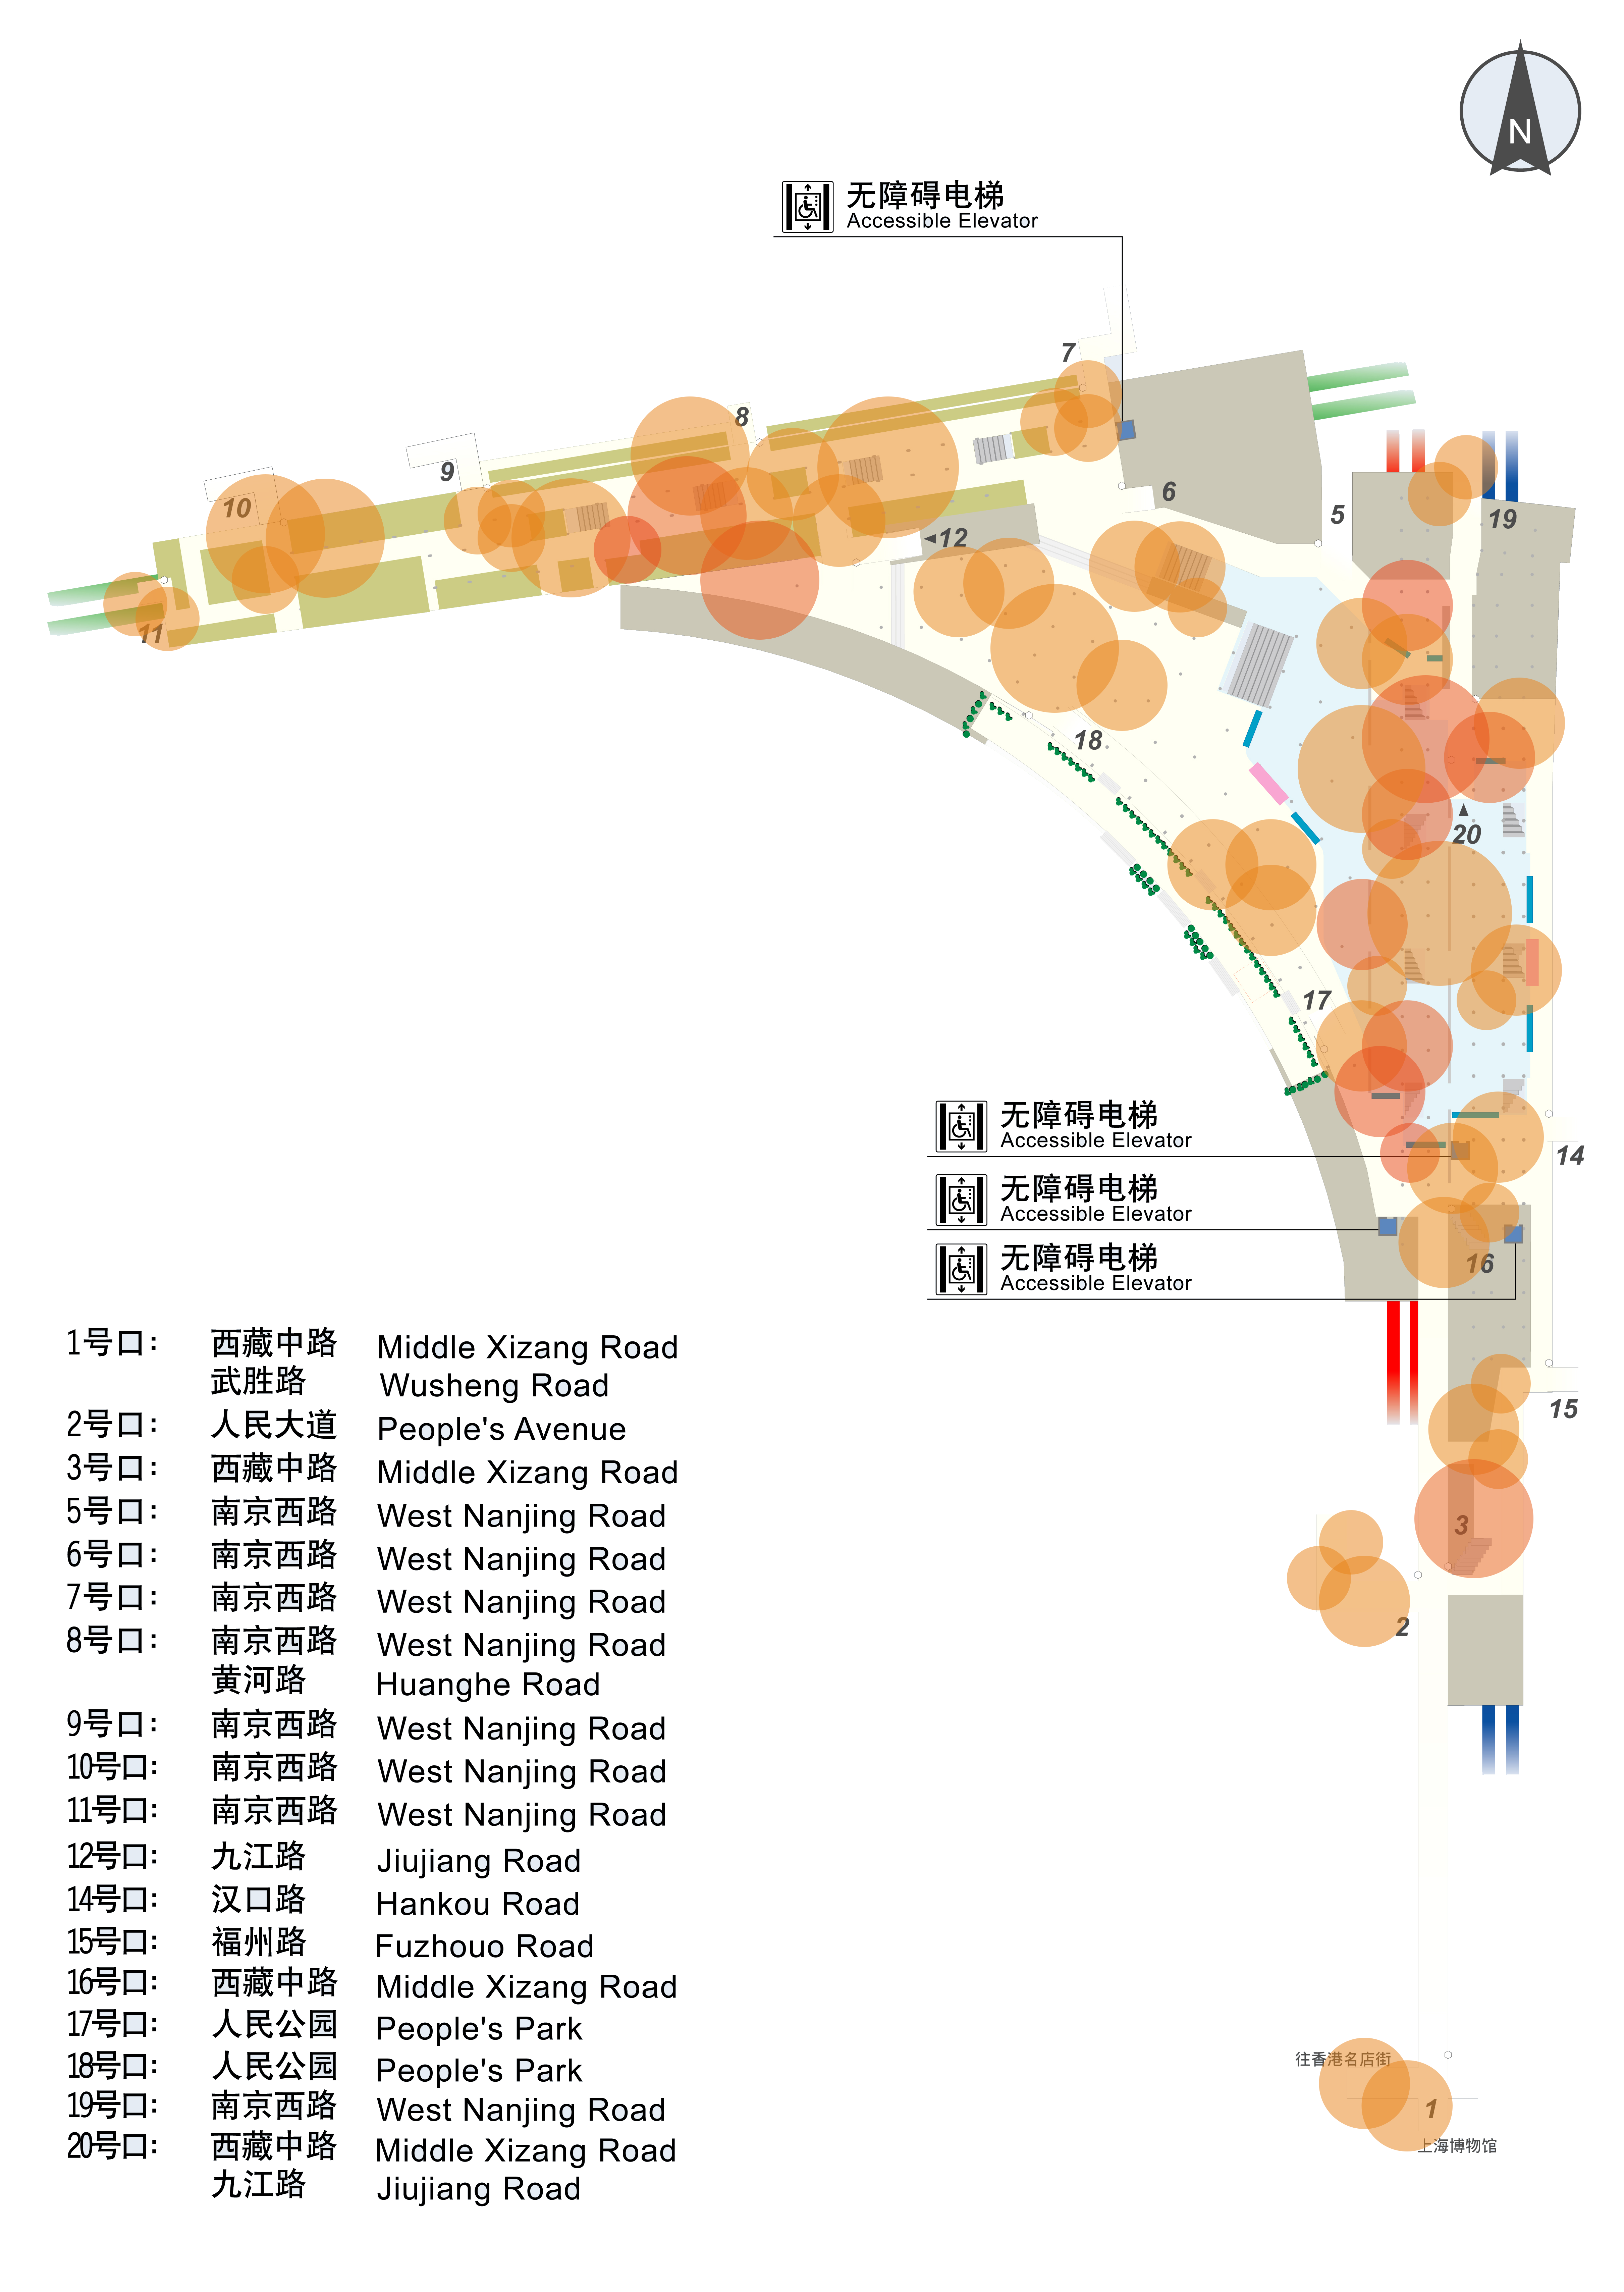 N
无障碍电梯
Accessible Elevator
7
8
6
9
5
10
19
12
11
18
20
17
无障碍电梯
Accessible Elevator
14
无障碍电梯
Accessible Elevator
无障碍电梯
Accessible Elevator
16
15
3
2
1号口： 西藏中路 Middle Xizang Road
武胜路 Wusheng Road
2号口： 人民大道 People's Avenue
3号口： 西藏中路 Middle Xizang Road
5号口： 南京西路 West Nanjing Road
6号口： 南京西路 West Nanjing Road
7号口： 南京西路 West Nanjing Road
8号口： 南京西路 West Nanjing Road
黄河路 Huanghe Road
9号口： 南京西路 West Nanjing Road
10号口： 南京西路 West Nanjing Road
11号口： 南京西路 West Nanjing Road
12号口： 九江路 Jiujiang Road
14号口： 汉口路 Hankou Road
15号口： 福州路 Fuzhouo Road
16号口： 西藏中路 Middle Xizang Road
17号口： 人民公园 People's Park
18号口： 人民公园 People's Park
19号口： 南京西路 West Nanjing Road
20号口： 西藏中路 Middle Xizang Road
九江路 Jiujiang Road
往香港名店街
1
上海博物馆